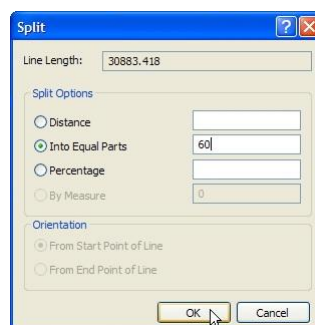 Split
Line Length: 30883.418
Split Options
Distance
Into Equal Parts 60
Percentage
By Measure 0
Orientation
From Start Point of Line
From End Point of Line
OK Cancel